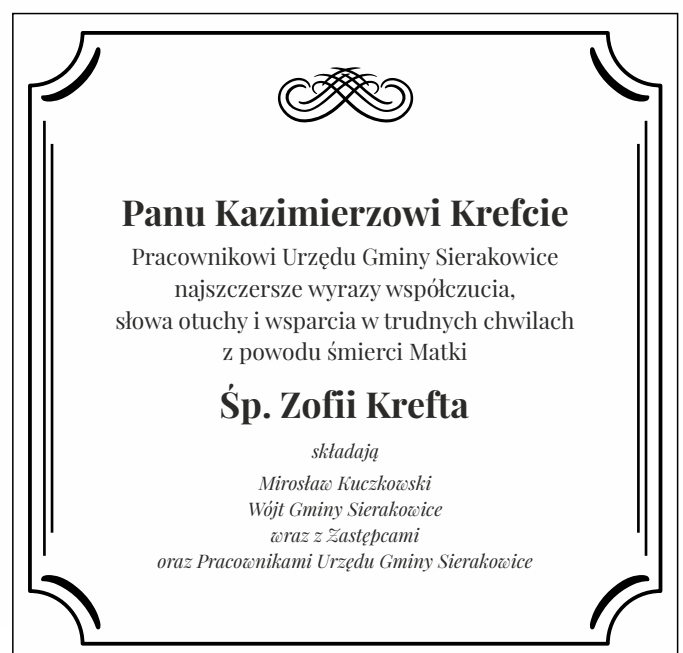 Panu Kazimierzowi Krefcie
Pracownikowi Urzędu Gminy Sierakowice
najszczersze wyrazy współczucia,
słowa otuchy i wsparcia w trudnych chwilach
z powodu śmierci Matki
Śp. Zofii Krefta
składają
Mirosław Kuczkowski
Wójt Gminy Sierakowice
wraz z Zastępcami
oraz Pracownikami Urzędu Gminy Sierakowice